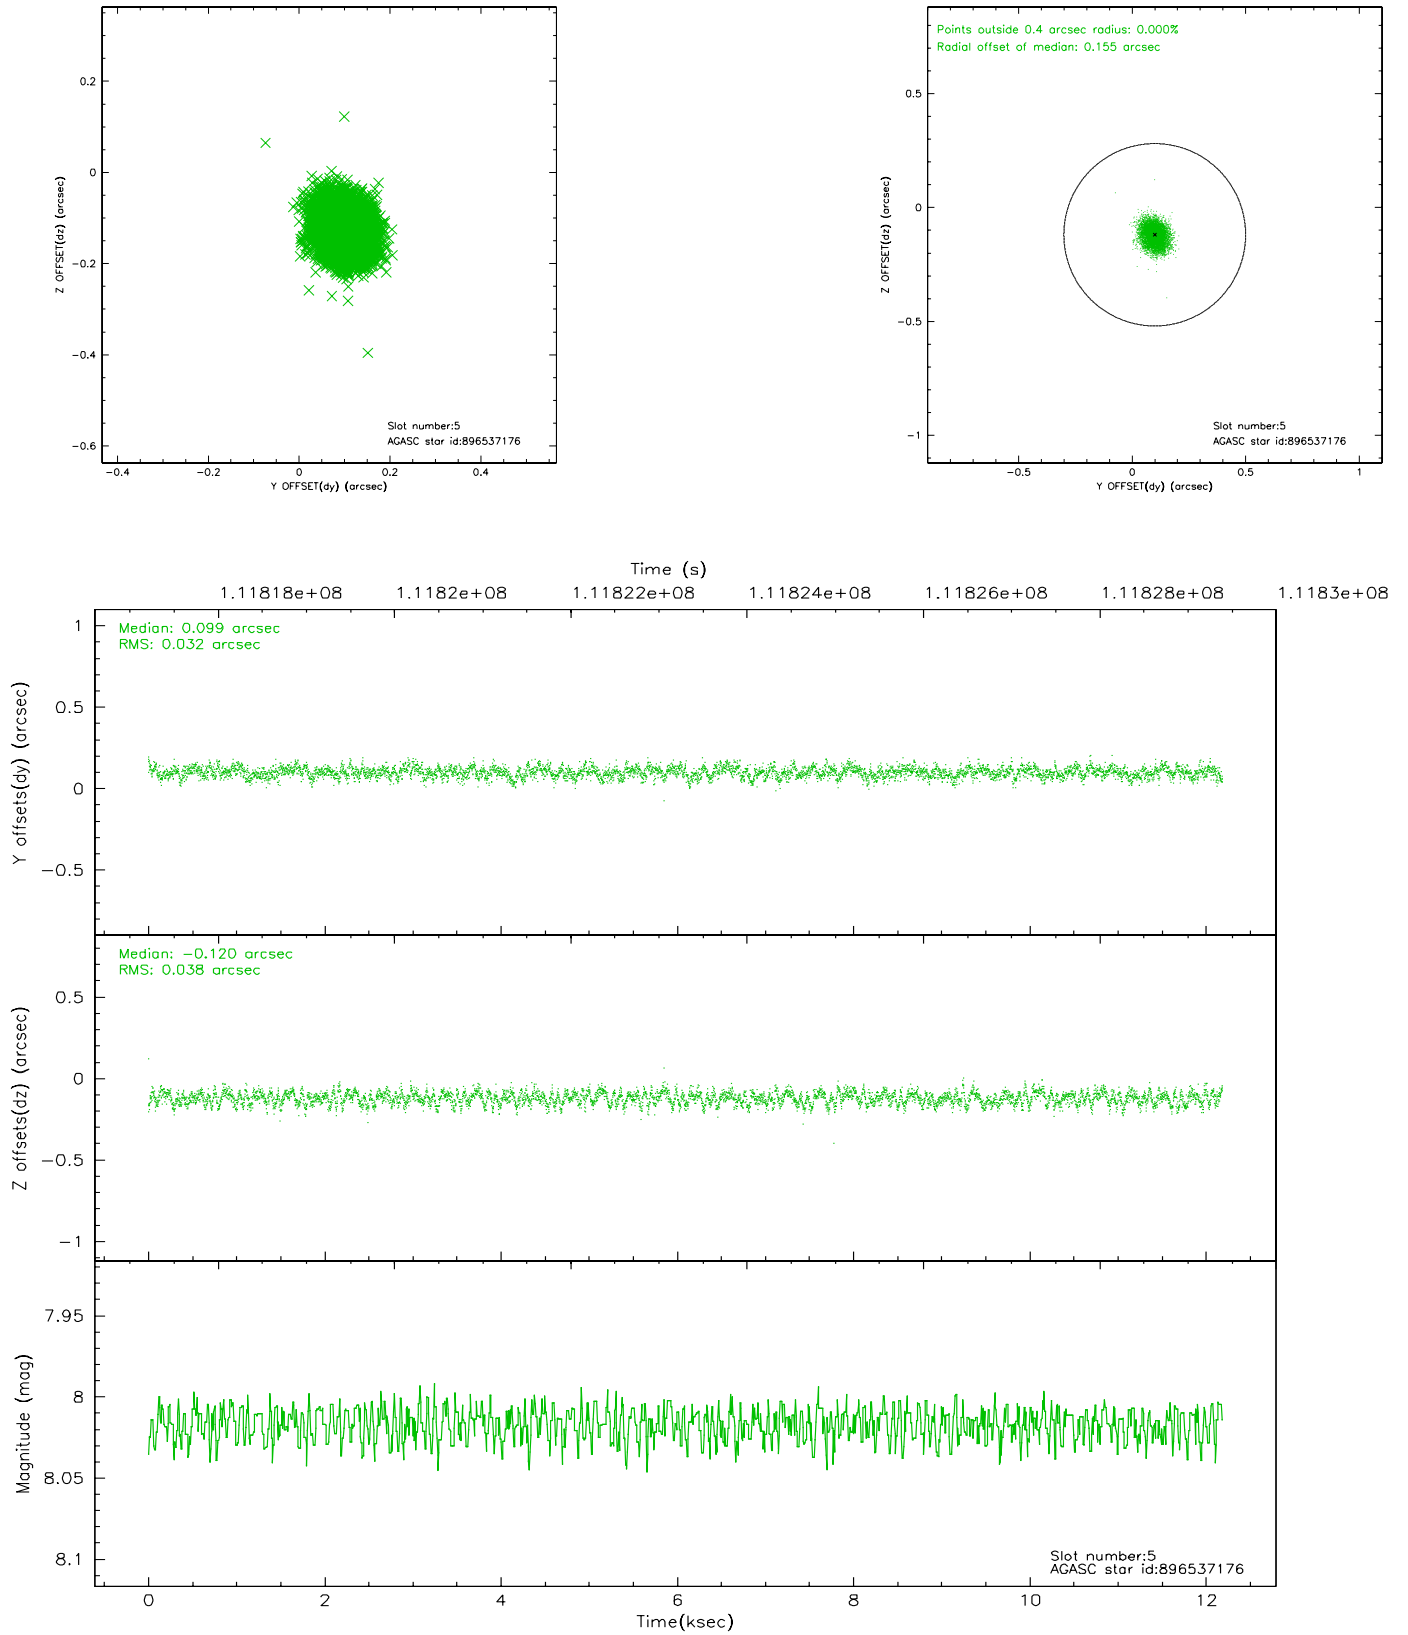 0.2
0
−0.2
−0.4
−0.6
Z OFFSET(dz) (arcsec)
Slot number:5
AGASC star id:896537176
−0.4 −0.2 0 0.2 0.4
Y OFFSET(dy) (arcsec)
Points outside 0.4 arcsec radius: 0.000%
Radial offset of median: 0.155 arcsec
0.5
0
−0.5
−1
Z OFFSET(dz) (arcsec)
Slot number:5
AGASC star id:896537176
−0.5 0 0.5 1
Y OFFSET(dy) (arcsec)
Time (s)
1.11818e+08 1.1182e+08 1.11822e+08 1.11824e+08 1.11826e+08 1.11828e+08 1.1183e+08
Median: 0.099 arcsec
RMS: 0.032 arcsec
1
0.5
0
−0.5
Y offsets(dy) (arcsec)
Median: −0.120 arcsec
RMS: 0.038 arcsec
0.5
0
−0.5
−1
Z offsets(dz) (arcsec)
7.95
8
8.05
8.1
Magnitude (mag)
Slot number:5
AGASC star id:896537176
0 2 4 6 8 10 12
Time(ksec)